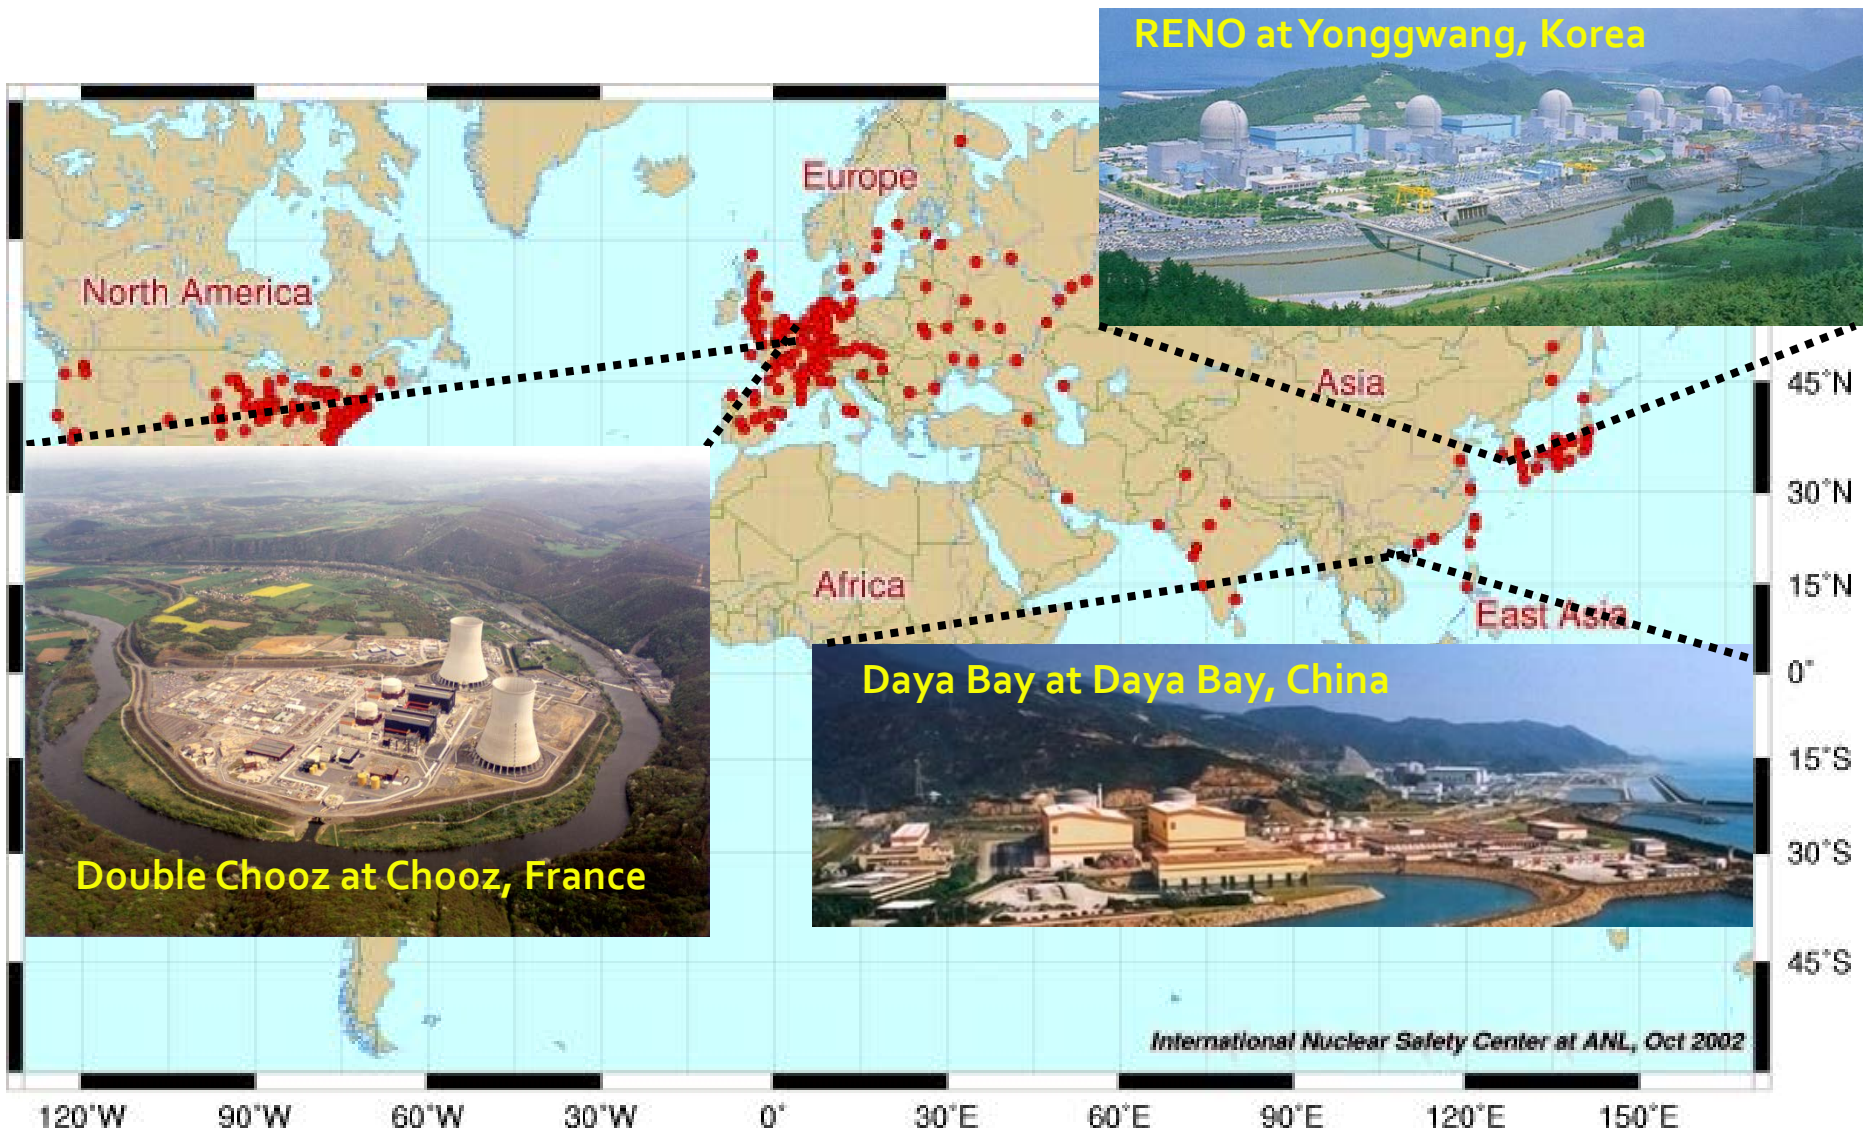 RENO at Yonggwang, Korea
Europe
North America
Asia
45°N
30°N
Africa
15°N
East Asia
0°
Daya Bay at Daya Bay, China
15°S
30°S
Double Chooz at Chooz, France
45°S
International Nuclear Safety Center at ANL, Oct 2002
120°W 90°W 60°W 30°W 0° 30°E 60°E 90°E 120°E 150°E